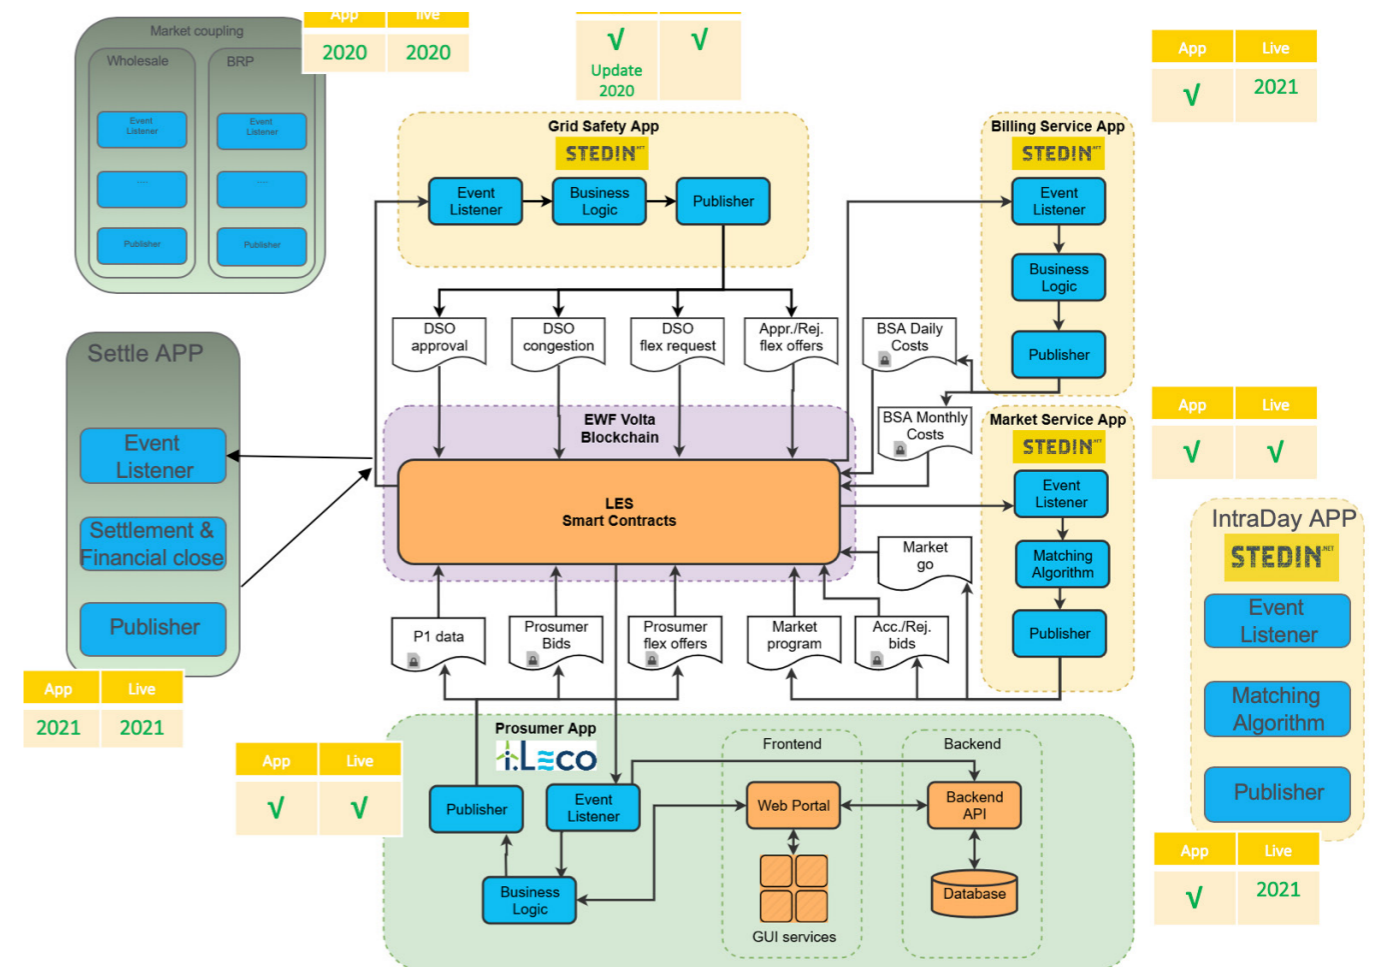 Market coupling
Wholesale
BRP
Event
Listener
Event
Listener
.....
.....
Publisher
Publisher
App
live
2020
2020
√
√
Update
2020
App
Live
√
2021
Grid Safety App
STEDIN.NET
Event
Listener
Business
Logic
Publisher
Billing Service App
STEDIN.NET
Event
Listener
Business
Logic
Publisher
DSO
approval
DSO
congestion
DSO
flex request
Appr./Rej.
flex offers
BSA Daily
Costs
BSA Monthly
Costs
Settle APP
Event
Listener
Settlement &
Financial close
Publisher
App
Live
2021
2021
EWF Volta
Blockchain
LES
Smart Contracts
Market Service App
STEDIN.NET
Event
Listener
Matching
Algorithm
Publisher
App
Live
√
√
IntraDay APP
STEDIN.NET
Event
Listener
Matching
Algorithm
Publisher
App
Live
√
2021
Market
go
P1 data
Prosumer
Bids
Prosumer
flex offers
Market
program
Acc./Rej.
bids
App
Live
√
√
Prosumer App
i.LECO
Publisher
Event
Listener
Business
Logic
Frontend
Web Portal
GUI services
Backend
Backend
API
Database